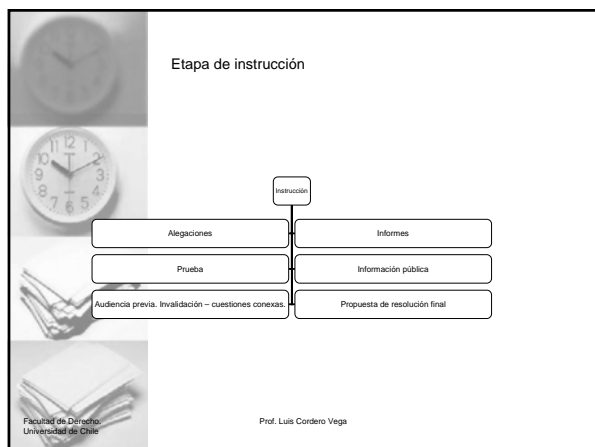 Etapa de instrucción
Instrucción
Alegaciones
Informes
Prueba
Información pública
Audiencia previa. Invalidación – cuestiones conexas.
Propuesta de resolución final
Facultad de Derecho.
Universidad de Chile
Prof. Luis Cordero Vega